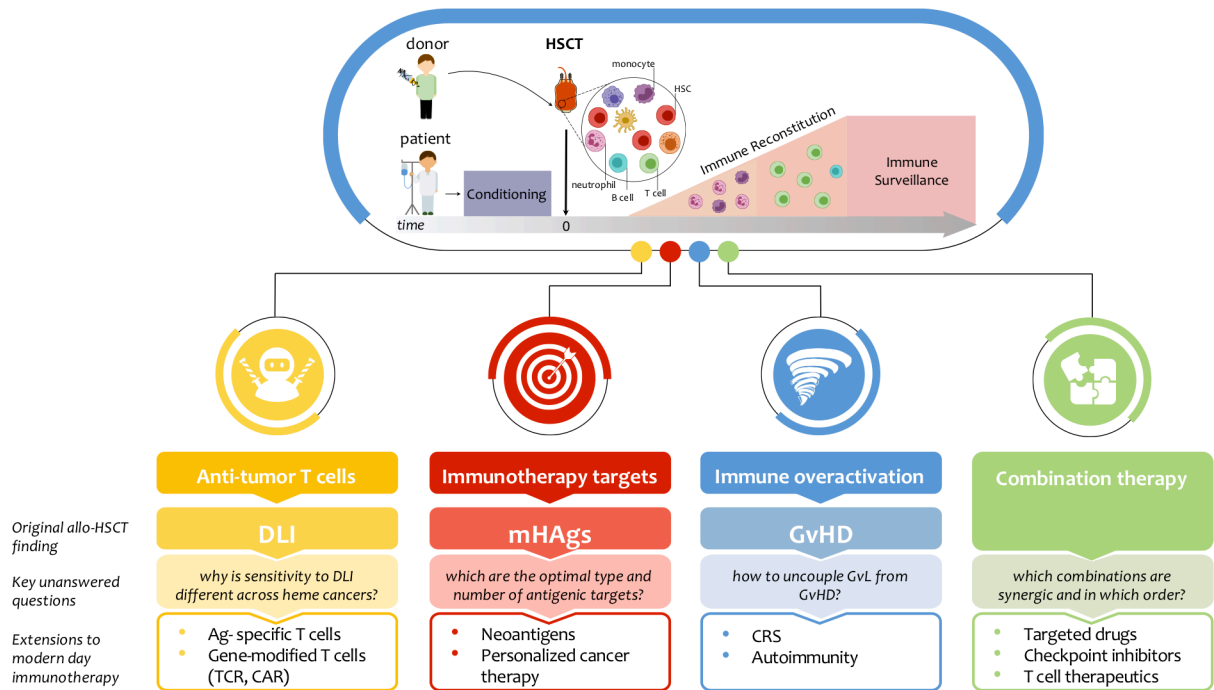 donor
HSCT
monocyte
HSC
patient
Immune Reconstitution
Immune
Surveillance
Conditioning
neutrophil
B cell
T cell
time
0
Anti-tumor T cells
Immunotherapy targets
Immune overactivation
Combination therapy
Original allo-HSCT
finding
DLI
mHAgs
GvHD
Key unanswered
questions
why is sensitivity to DLI
different across heme cancers?
which are the optimal type and
number of antigenic targets?
how to uncouple GvL from
GvHD?
which combinations are
synergic and in which order?
Extensions to
modern day
immunotherapy
• Ag- specific T cells
• Gene-modified T cells
(TCR, CAR)
• Neoantigens
• Personalized cancer
therapy
• CRS
• Autoimmunity
• Targeted drugs
• Checkpoint inhibitors
• T cell therapeutics